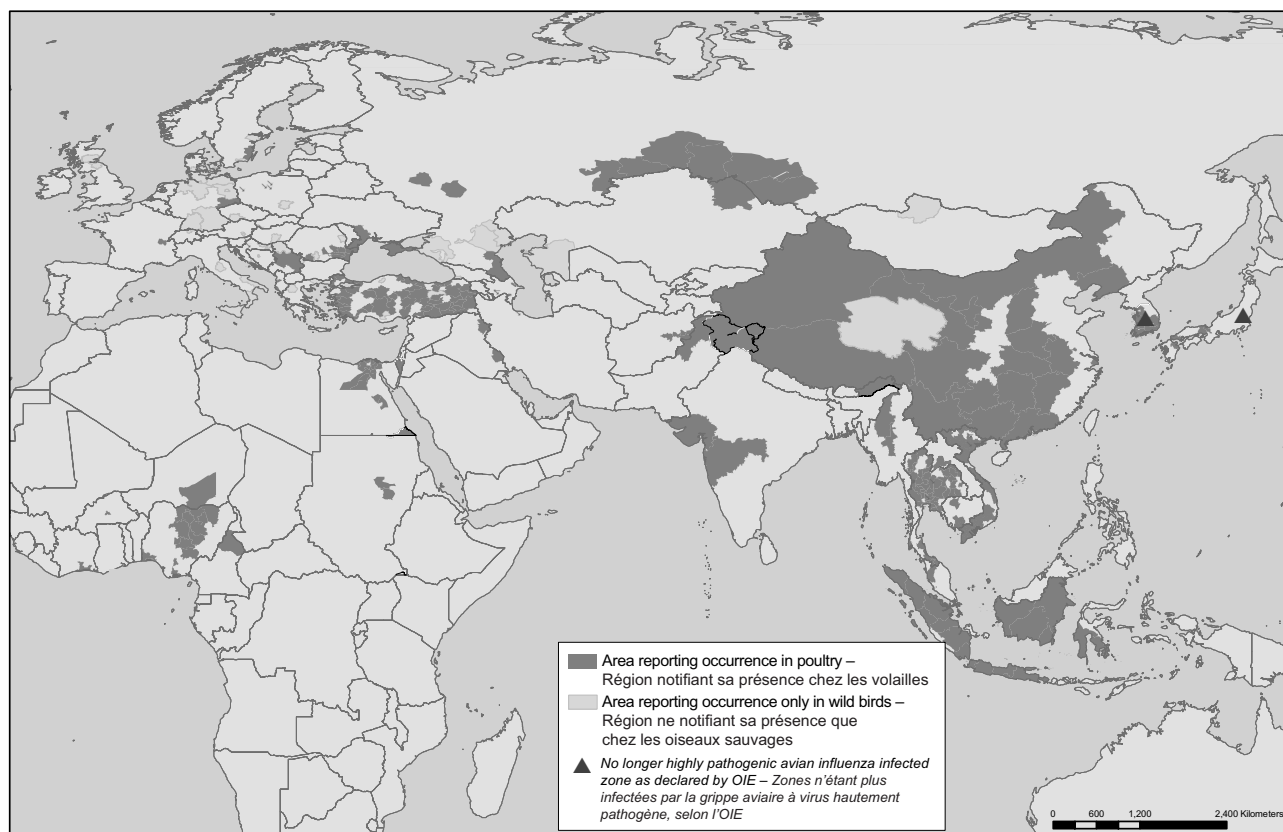 Area reporting occurrence in poultry –
Région notifiant sa présence chez les volailles
Area reporting occurrence only in wild birds –
Région ne notifiant sa présence que
chez les oiseaux sauvages
No longer highly pathogenic avian influenza infected
zone as declared by OIE – Zones n’étant plus
infectées par la grippe aviaire à virus hautement
pathogène, selon l’OIE
0 600 1,200 2,400 Kilometers